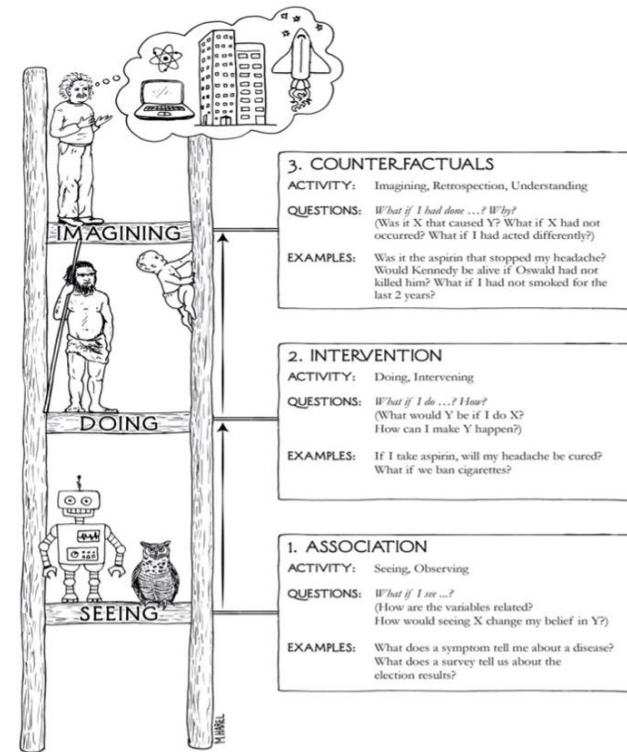 IMAGINING
DOING
SEEING
3. COUNTERFACTUALS
ACTIVITY: Imagining, Retrospection, Understanding
QUESTIONS: What if I had done …? Why?
(Was it X that caused Y? What if X had not
occurred? What if I had acted differently?)
EXAMPLES: Was it the aspirin that stopped my headache?
Would Kennedy be alive if Oswald had not
killed him? What if I had not smoked for the
last 2 years?
2. INTERVENTION
ACTIVITY: Doing, Intervening
QUESTIONS: What if I do …? How?
(What would Y be if I do X?
How can I make Y happen?)
EXAMPLES: If I take aspirin, will my headache be cured?
What if we ban cigarettes?
1. ASSOCIATION
ACTIVITY: Seeing, Observing
QUESTIONS: What if I see ...?
(How are the variables related?
How would seeing X change my belief in Y?)
EXAMPLES: What does a symptom tell me about a disease?
What does a survey tell us about the
election results?
M.HAREL